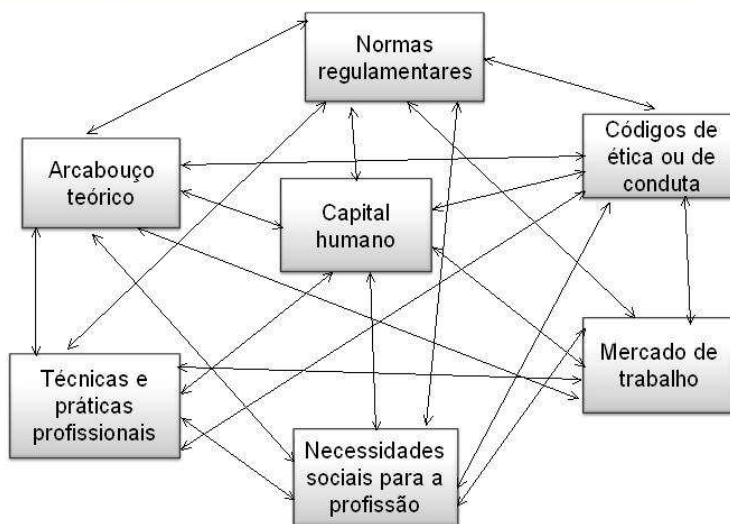 Normas
regulamentares
Códigos de
ética ou de
conduta
Arcabouço
teórico
Capital
humano
Mercado de
trabalho
Técnicas e
práticas
profissionais
Necessidades
sociais para a
profissão